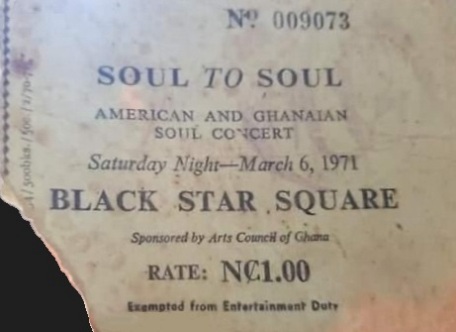 Nº 009073
SOUL TO SOUL
AMERICAN AND GHANAIAN
SOUL CONCERT
Saturday Night—March 6, 1971
BLACK STAR SQUARE
Sponsored by Arts Council of Ghana
RATE: N₵1.00
Exempted from Entertainment Duty